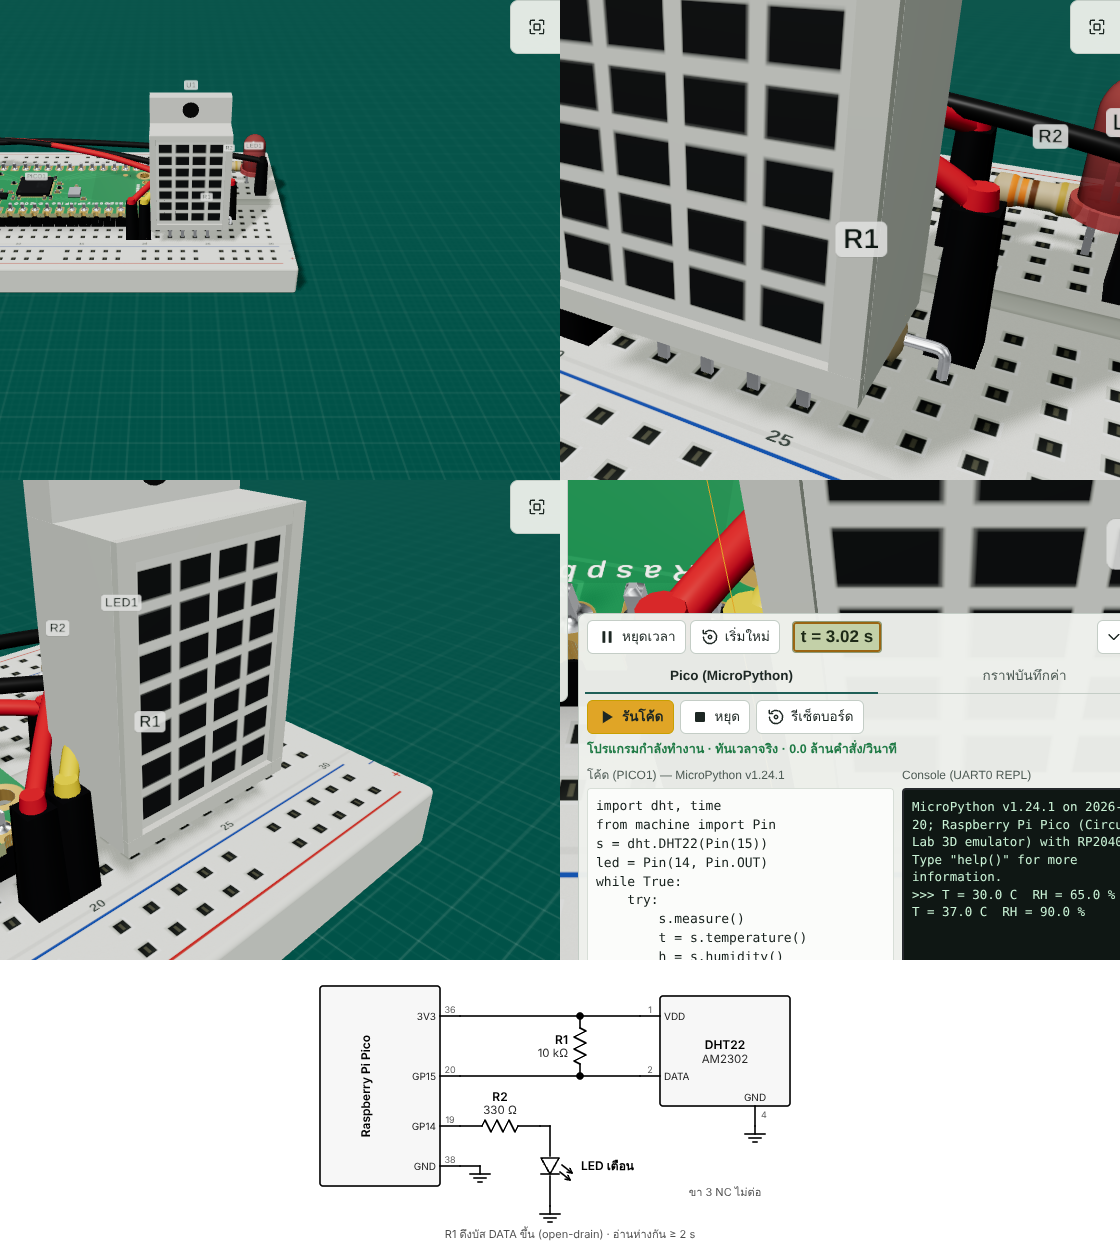 U1
R2
LED1
PICO1
R1
R2
R1
25
LED1
R2
R1
20
25
30
Raspb
หยุดเวลา
เริ่มใหม่
t = 3.02 s
Pico (MicroPython)
กราฟบันทึกค่า
รันโค้ด
หยุด
รีเซ็ตบอร์ด
โปรแกรมกำลังทำงาน · ทันเวลาจริง · 0.0 ล้านคำสั่ง/วินาที
โค้ด (PICO1) — MicroPython v1.24.1
import dht, time
from machine import Pin
s = dht.DHT22(Pin(15))
led = Pin(14, Pin.OUT)
while True:
try:
s.measure()
t = s.temperature()
h = s.humidity()
Console (UART0 REPL)
MicroPython v1.24.1 on 2026-
20; Raspberry Pi Pico (Circu
Lab 3D emulator) with RP2040
Type "help()" for more
information.
>>> T = 30.0 C  RH = 65.0 %
T = 37.0 C  RH = 90.0 %
Raspberry Pi Pico
3V3
36
GP15
20
GP14
19
GND
38
R1
10 kΩ
R2
330 Ω
LED เตือน
1
VDD
DHT22
AM2302
2
DATA
GND
4
ขา 3 NC ไม่ต่อ
R1 ดึงบัส DATA ขึ้น (open-drain) · อ่านห่างกัน ≥ 2 s